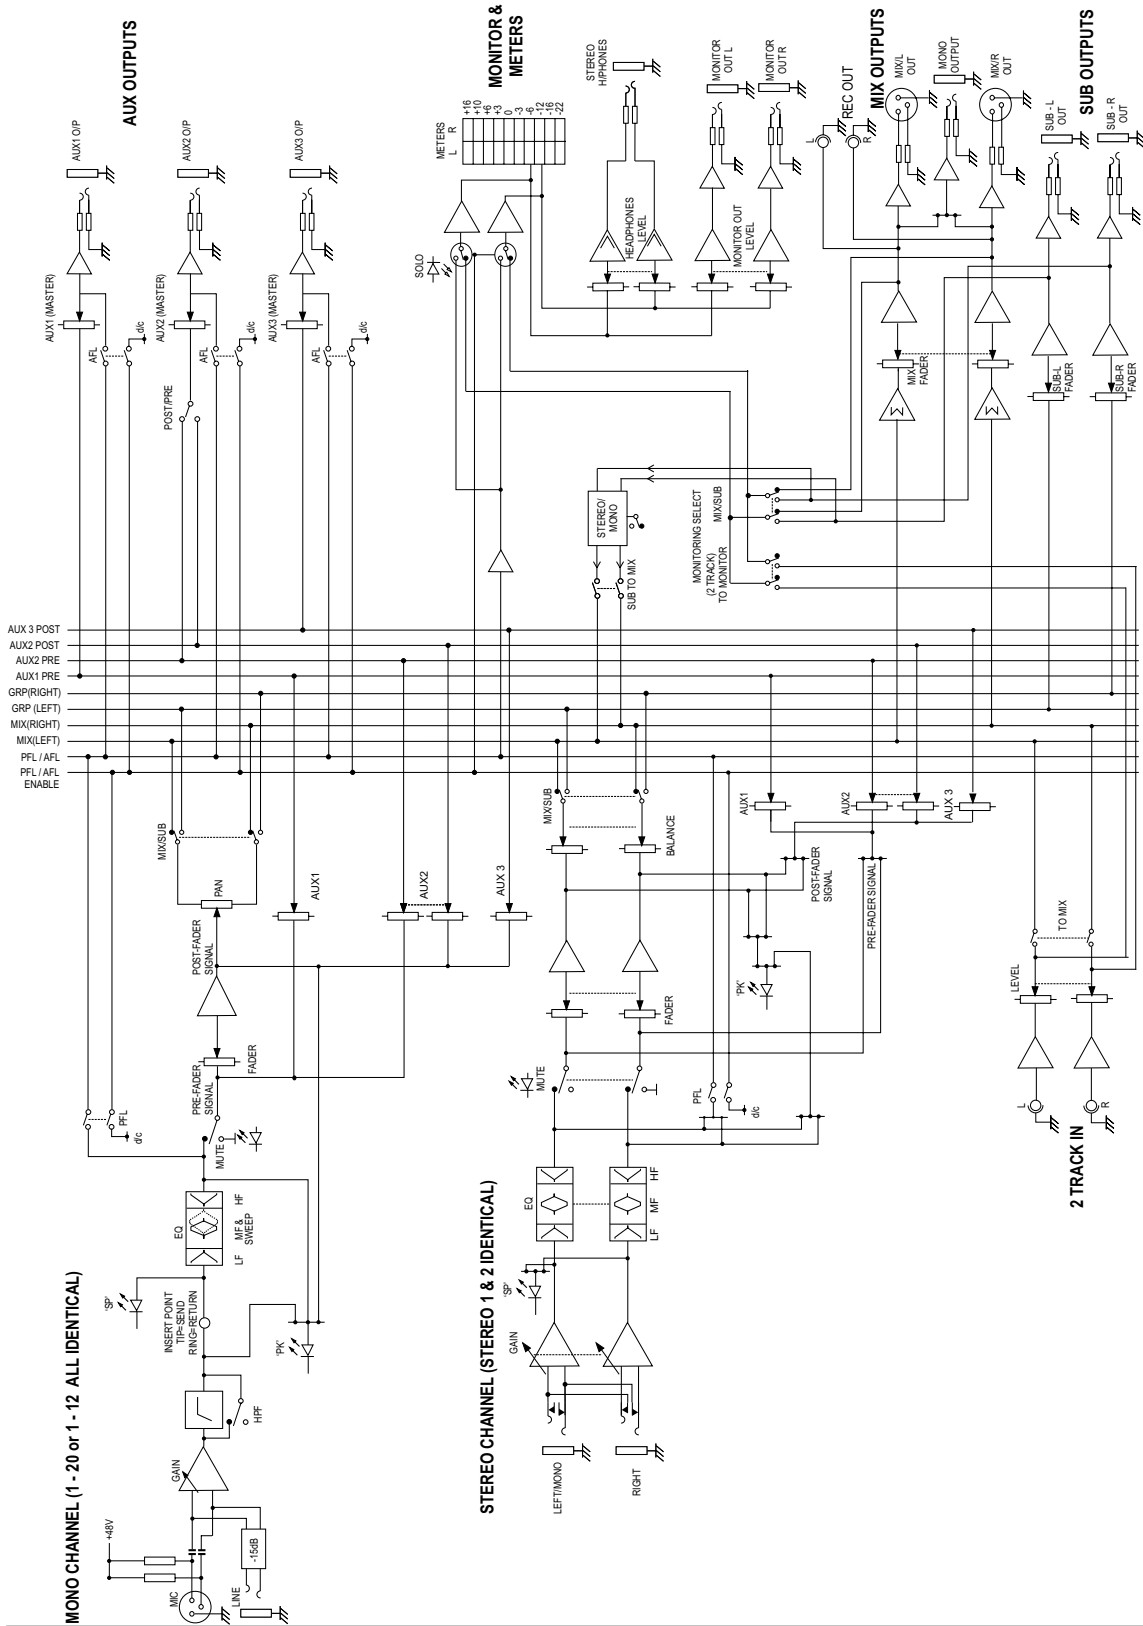 AUX OUTPUTS
AUX1 O/P
AUX2 O/P
AUX3 O/P
AUX1 (MASTER)
AUX2 (MASTER)
AUX3 (MASTER)
AFL
d/c
AFL
d/c
AFL
d/c
POST/PRE
MONITOR &
METERS
METERS
L R
+16
+10
+6
+3
0
-3
-6
-12
-16
-22
SOLO
STEREO
H/PHONES
HEADPHONES
LEVEL
MONITOR
OUT L
MONITOR
OUT R
MONITOR OUT
LEVEL
REC OUT
L
R
MIX OUTPUTS
MIX/L
OUT
MONO
OUTPUT
MIX/R
OUT
SUB OUTPUTS
SUB - L
OUT
SUB - R
OUT
MIX
FADER
SUB-L
FADER
SUB-R
FADER
Σ
Σ
STEREO/
MONO
SUB TO MIX
MONITORING SELECT
(2 TRACK) MIX/SUB
TO MONITOR
AUX 3 POST
AUX2 POST
AUX2 PRE
AUX1 PRE
GRP(RIGHT)
GRP (LEFT)
MIX(RIGHT)
MIX(LEFT)
PFL / AFL
PFL / AFL
ENABLE
MONO CHANNEL (1 - 20 or 1 - 12 ALL IDENTICAL)
MIC
LINE
+48V
-15dB
GAIN
HPF
INSERT POINT
TIP=SEND
RING=RETURN
'SP'
'PK'
EQ
LF
MF &
SWEEP
HF
MUTE
PFL
d/c
PRE-FADER
SIGNAL
FADER
POST-FADER
SIGNAL
PAN
MIX/SUB
AUX1
AUX2
AUX 3
STEREO CHANNEL (STEREO 1 & 2 IDENTICAL)
LEFT/MONO
RIGHT
GAIN
'SP'
EQ
LF
MF
HF
MUTE
PFL
d/c
FADER
'PK'
BALANCE
MIX/SUB
POST-FADER
SIGNAL
PRE-FADER SIGNAL
AUX1
AUX2
AUX 3
2 TRACK IN
L
R
LEVEL
TO MIX